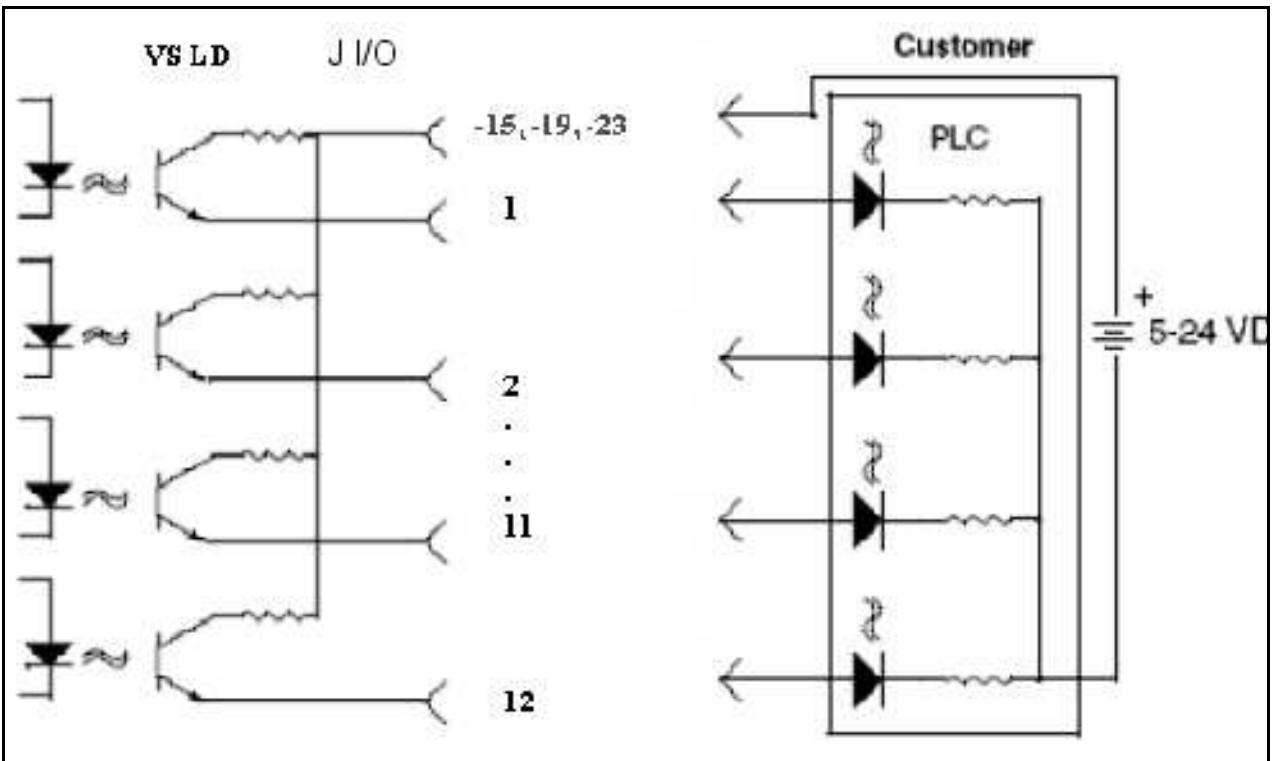 VS LD J I/O
Customer
-15, -19, -23
PLC
1
+
5-24 VD
2
.
.
.
11
12